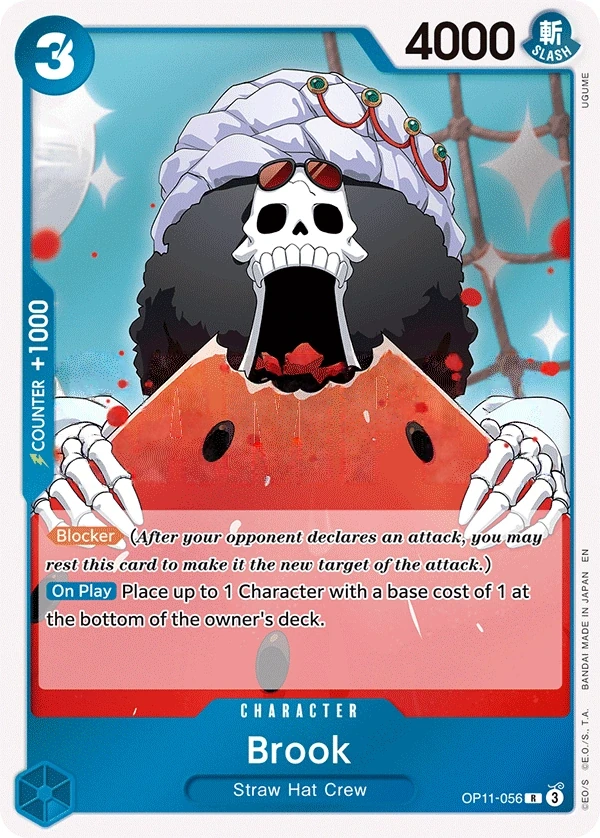 3
4000
斬
SLASH
UGUME
COUNTER +1000
Blocker (After your opponent declares an attack, you may
rest this card to make it the new target of the attack.)
On Play Place up to 1 Character with a base cost of 1 at
the bottom of the owner's deck.
CHARACTER
Brook
Straw Hat Crew
OP11-056 R 3
©EO/S ©E.O./S., T.A. BANDAI MADE IN JAPAN EN